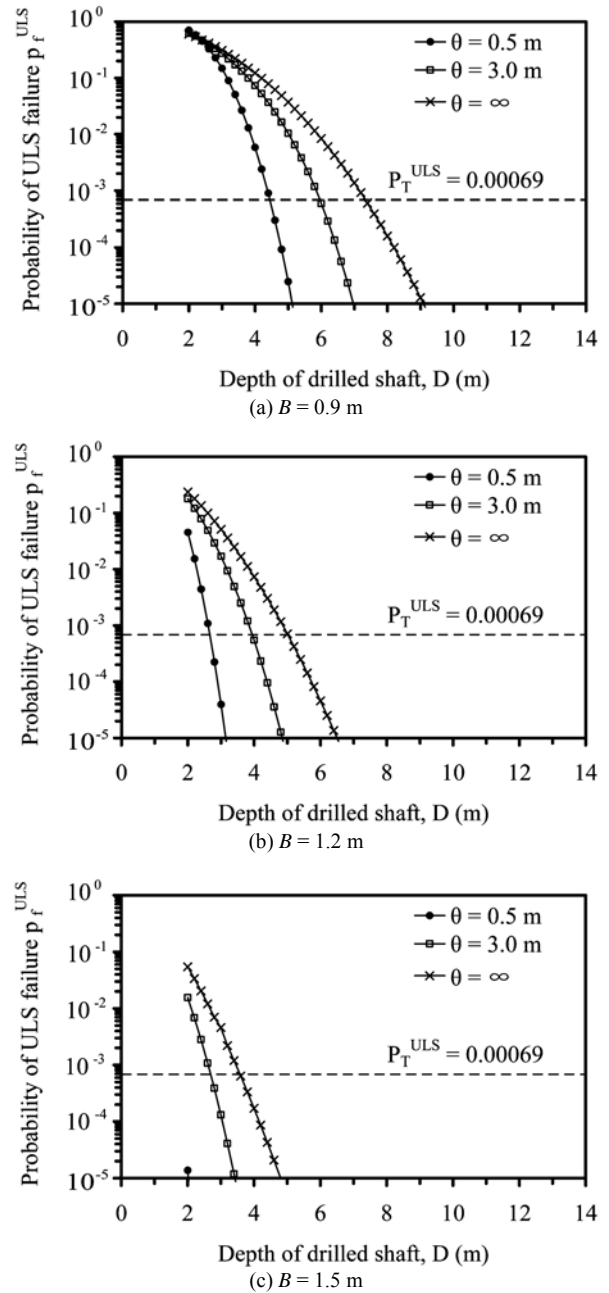 Probability of ULS failure p_f^ULS
10^0
10^-1
10^-2
10^-3
10^-4
10^-5
θ = 0.5 m
θ = 3.0 m
θ = ∞
P_T^ULS = 0.00069
0 2 4 6 8 10 12 14
Depth of drilled shaft, D (m)
(a) B = 0.9 m
Probability of ULS failure p_f^ULS
10^0
10^-1
10^-2
10^-3
10^-4
10^-5
θ = 0.5 m
θ = 3.0 m
θ = ∞
P_T^ULS = 0.00069
0 2 4 6 8 10 12 14
Depth of drilled shaft, D (m)
(b) B = 1.2 m
Probability of ULS failure p_f^ULS
10^0
10^-1
10^-2
10^-3
10^-4
10^-5
θ = 0.5 m
θ = 3.0 m
θ = ∞
P_T^ULS = 0.00069
0 2 4 6 8 10 12 14
Depth of drilled shaft, D (m)
(c) B = 1.5 m